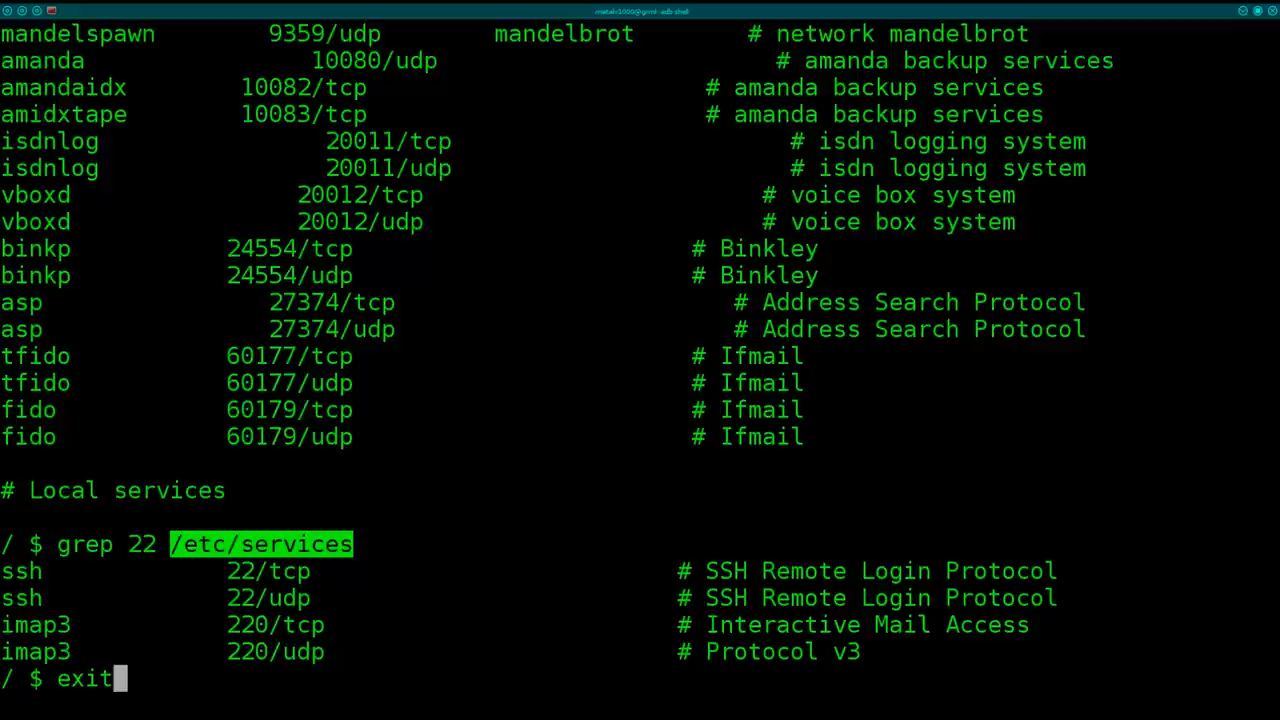 metalx1000@grml: adb shell
mandelspawn 9359/udp mandelbrot # network mandelbrot
amanda 10080/udp # amanda backup services
amandaidx 10082/tcp # amanda backup services
amidxtape 10083/tcp # amanda backup services
isdnlog 20011/tcp # isdn logging system
isdnlog 20011/udp # isdn logging system
vboxd 20012/tcp # voice box system
vboxd 20012/udp # voice box system
binkp 24554/tcp # Binkley
binkp 24554/udp # Binkley
asp 27374/tcp # Address Search Protocol
asp 27374/udp # Address Search Protocol
tfido 60177/tcp # Ifmail
tfido 60177/udp # Ifmail
fido 60179/tcp # Ifmail
fido 60179/udp # Ifmail
# Local services
/ $ grep 22 /etc/services
ssh 22/tcp # SSH Remote Login Protocol
ssh 22/udp # SSH Remote Login Protocol
imap3 220/tcp # Interactive Mail Access
imap3 220/udp # Protocol v3
/ $ exit